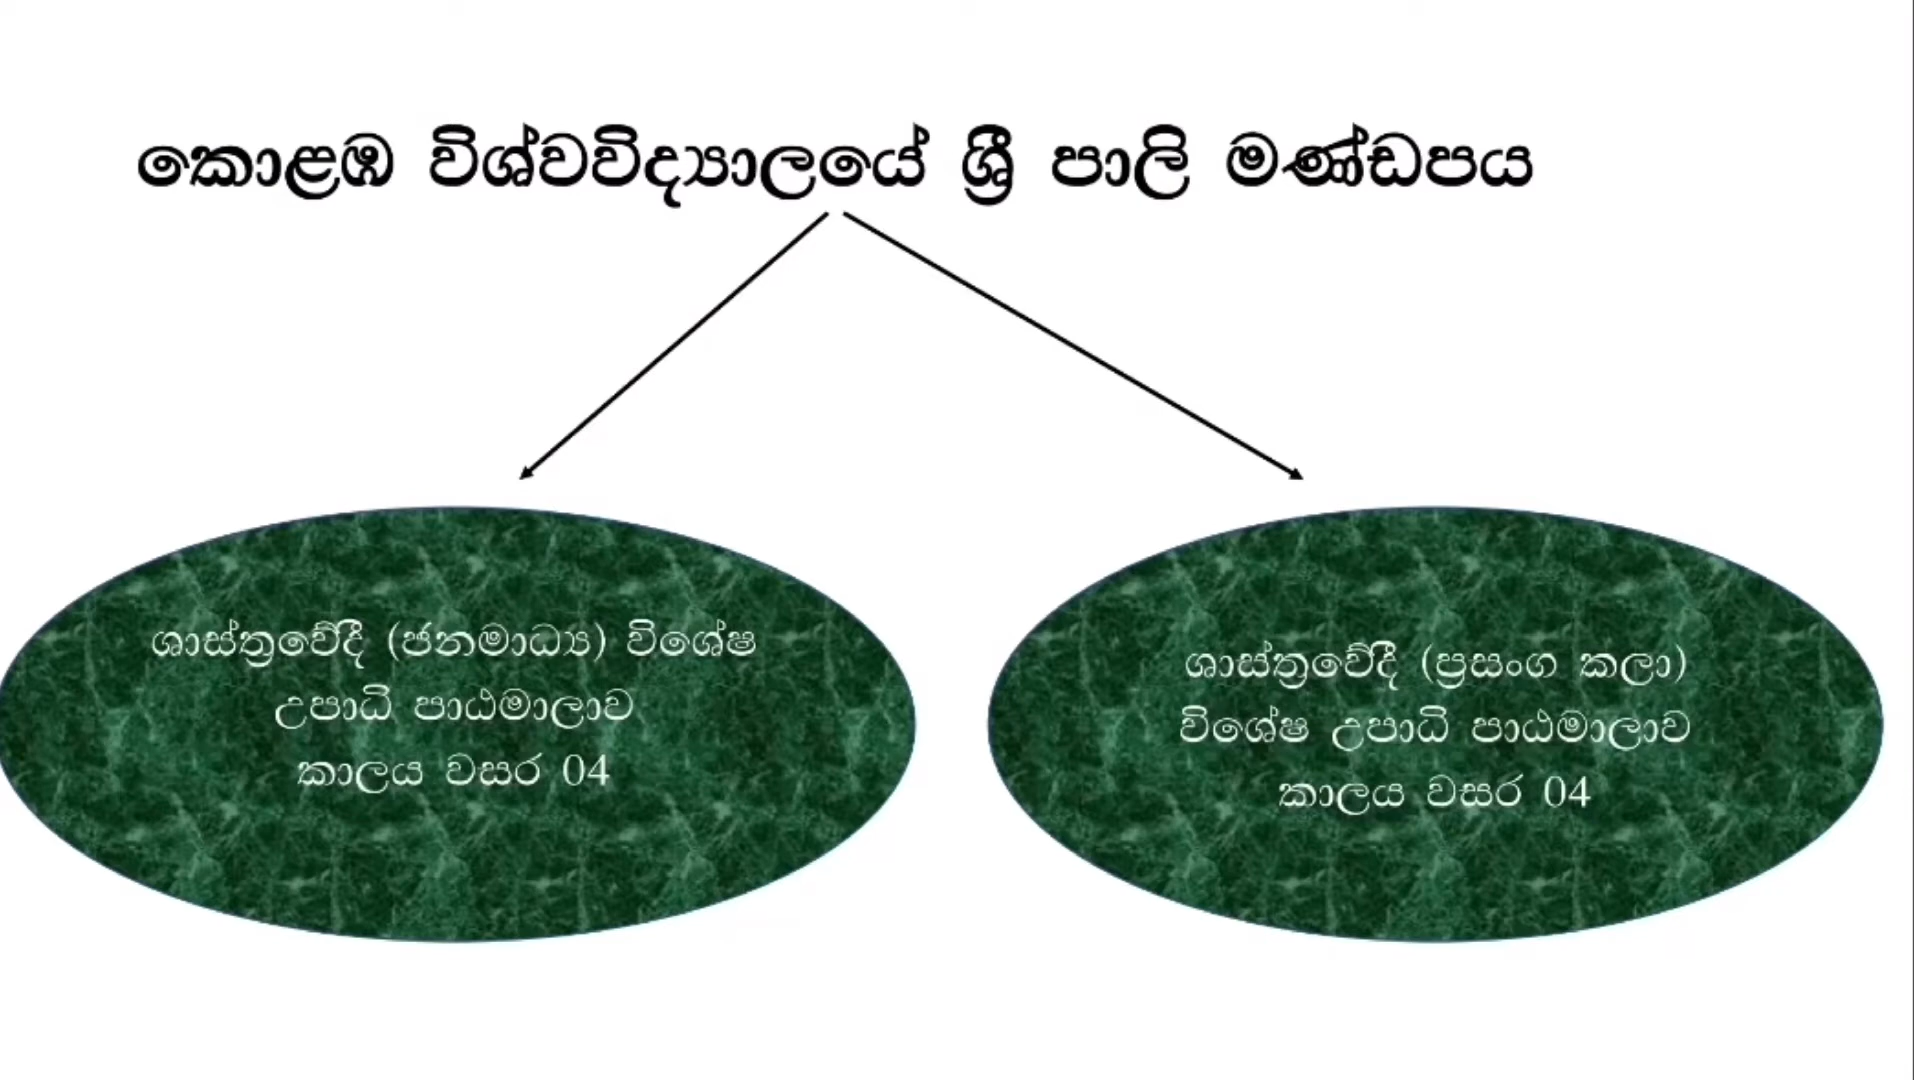 කොළඹ විශ්වවිද්‍යාලයේ ශ්‍රී පාලි මණ්ඩපය
ශාස්ත්‍රවේදී (ජනමාධ්‍ය) විශේෂ
උපාධි පාඨමාලාව
කාලය වසර 04
ශාස්ත්‍රවේදී (ප්‍රසංග කලා)
විශේෂ උපාධි පාඨමාලාව
කාලය වසර 04